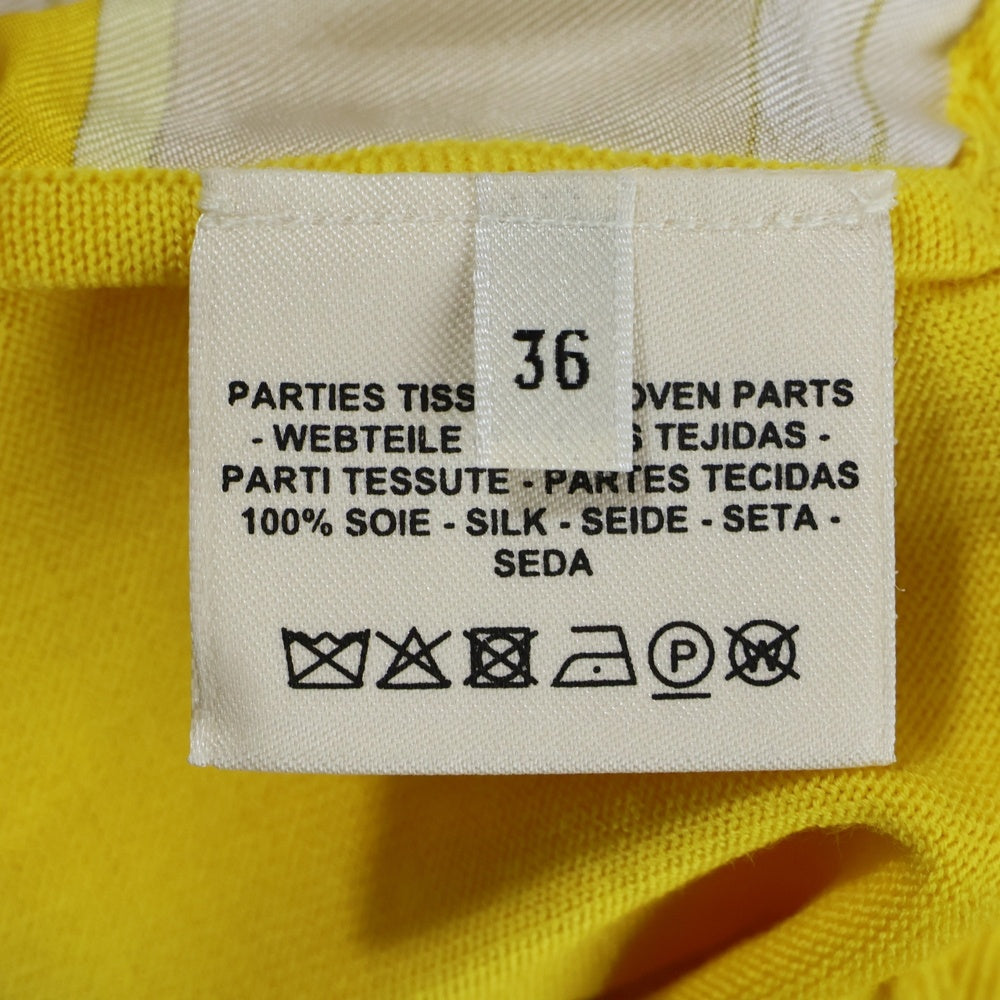 36
PARTIES TISS OVEN PARTS
- WEBTEILE S TEJIDAS -
PARTI TESSUTE - PARTES TECIDAS
100% SOIE - SILK - SEIDE - SETA -
SEDA
P W